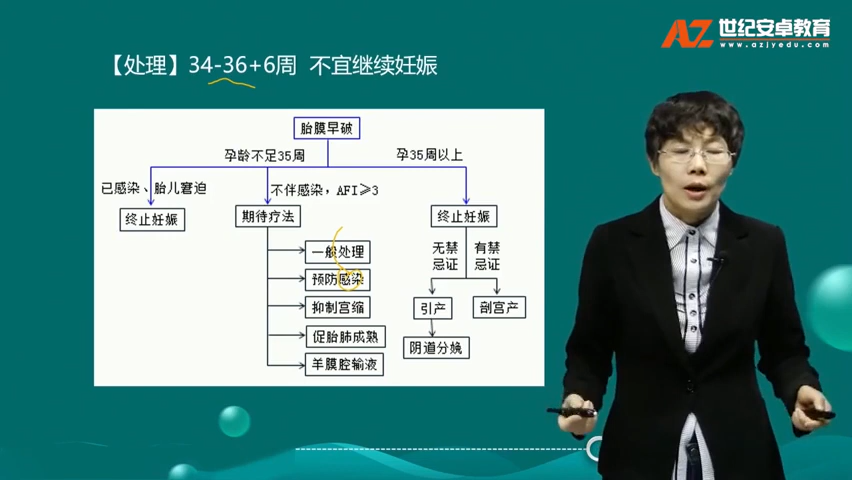 AZ 世纪安卓教育
www.azjyedu.com
【处理】34-36+6周 不宜继续妊娠
胎膜早破
孕龄不足35周
孕35周以上
已感染、胎儿窘迫
不伴感染，AFI≥3
终止妊娠
期待疗法
终止妊娠
一般处理
预防感染
抑制宫缩
促胎肺成熟
羊膜腔输液
无禁
忌证
有禁
忌证
引产
剖宫产
阴道分娩